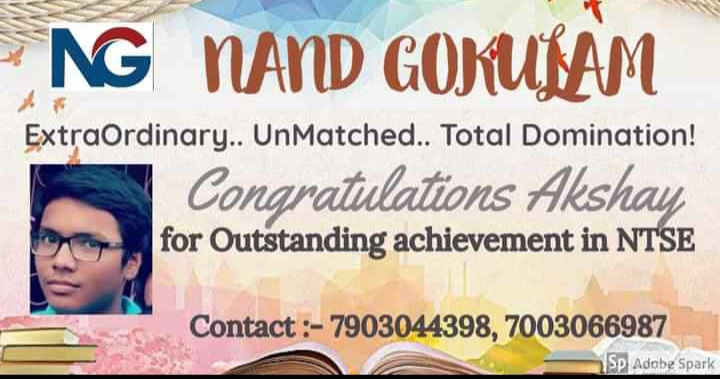 NG NAND GOKULAM
ExtraOrdinary.. UnMatched.. Total Domination!
Congratulations Akshay
for Outstanding achievement in NTSE
Contact :- 7903044398, 7003066987
Sp Adobe Spark